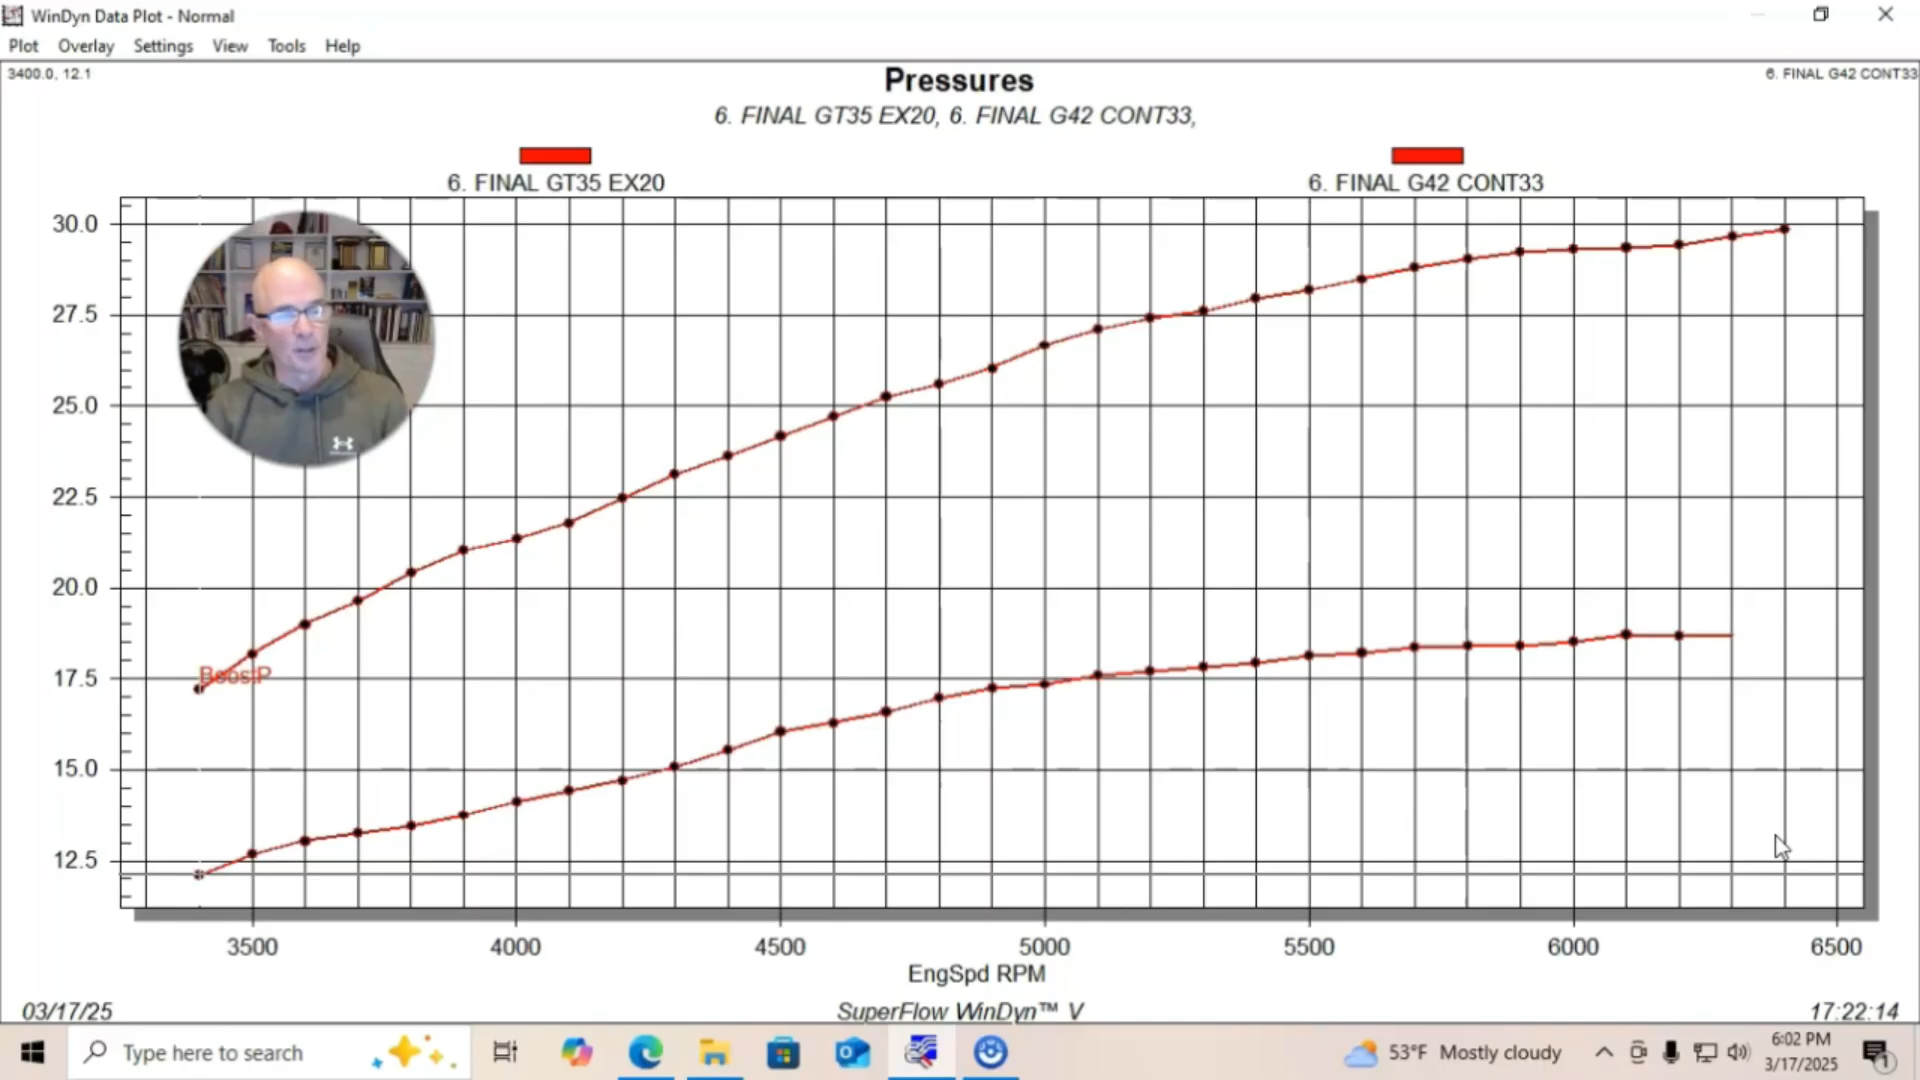 WinDyn Data Plot - Normal
Plot Overlay Settings View Tools Help
3400.0, 12.1
6. FINAL G42 CONT33
Pressures
6. FINAL GT35 EX20, 6. FINAL G42 CONT33,
6. FINAL GT35 EX20
6. FINAL G42 CONT33
30.0
27.5
25.0
22.5
20.0
17.5
15.0
12.5
BoostP
3500 4000 4500 5000 5500 6000 6500
EngSpd RPM
03/17/25
SuperFlow WinDyn™ V
17:22:14
Type here to search
53°F Mostly cloudy
6:02 PM
3/17/2025
1